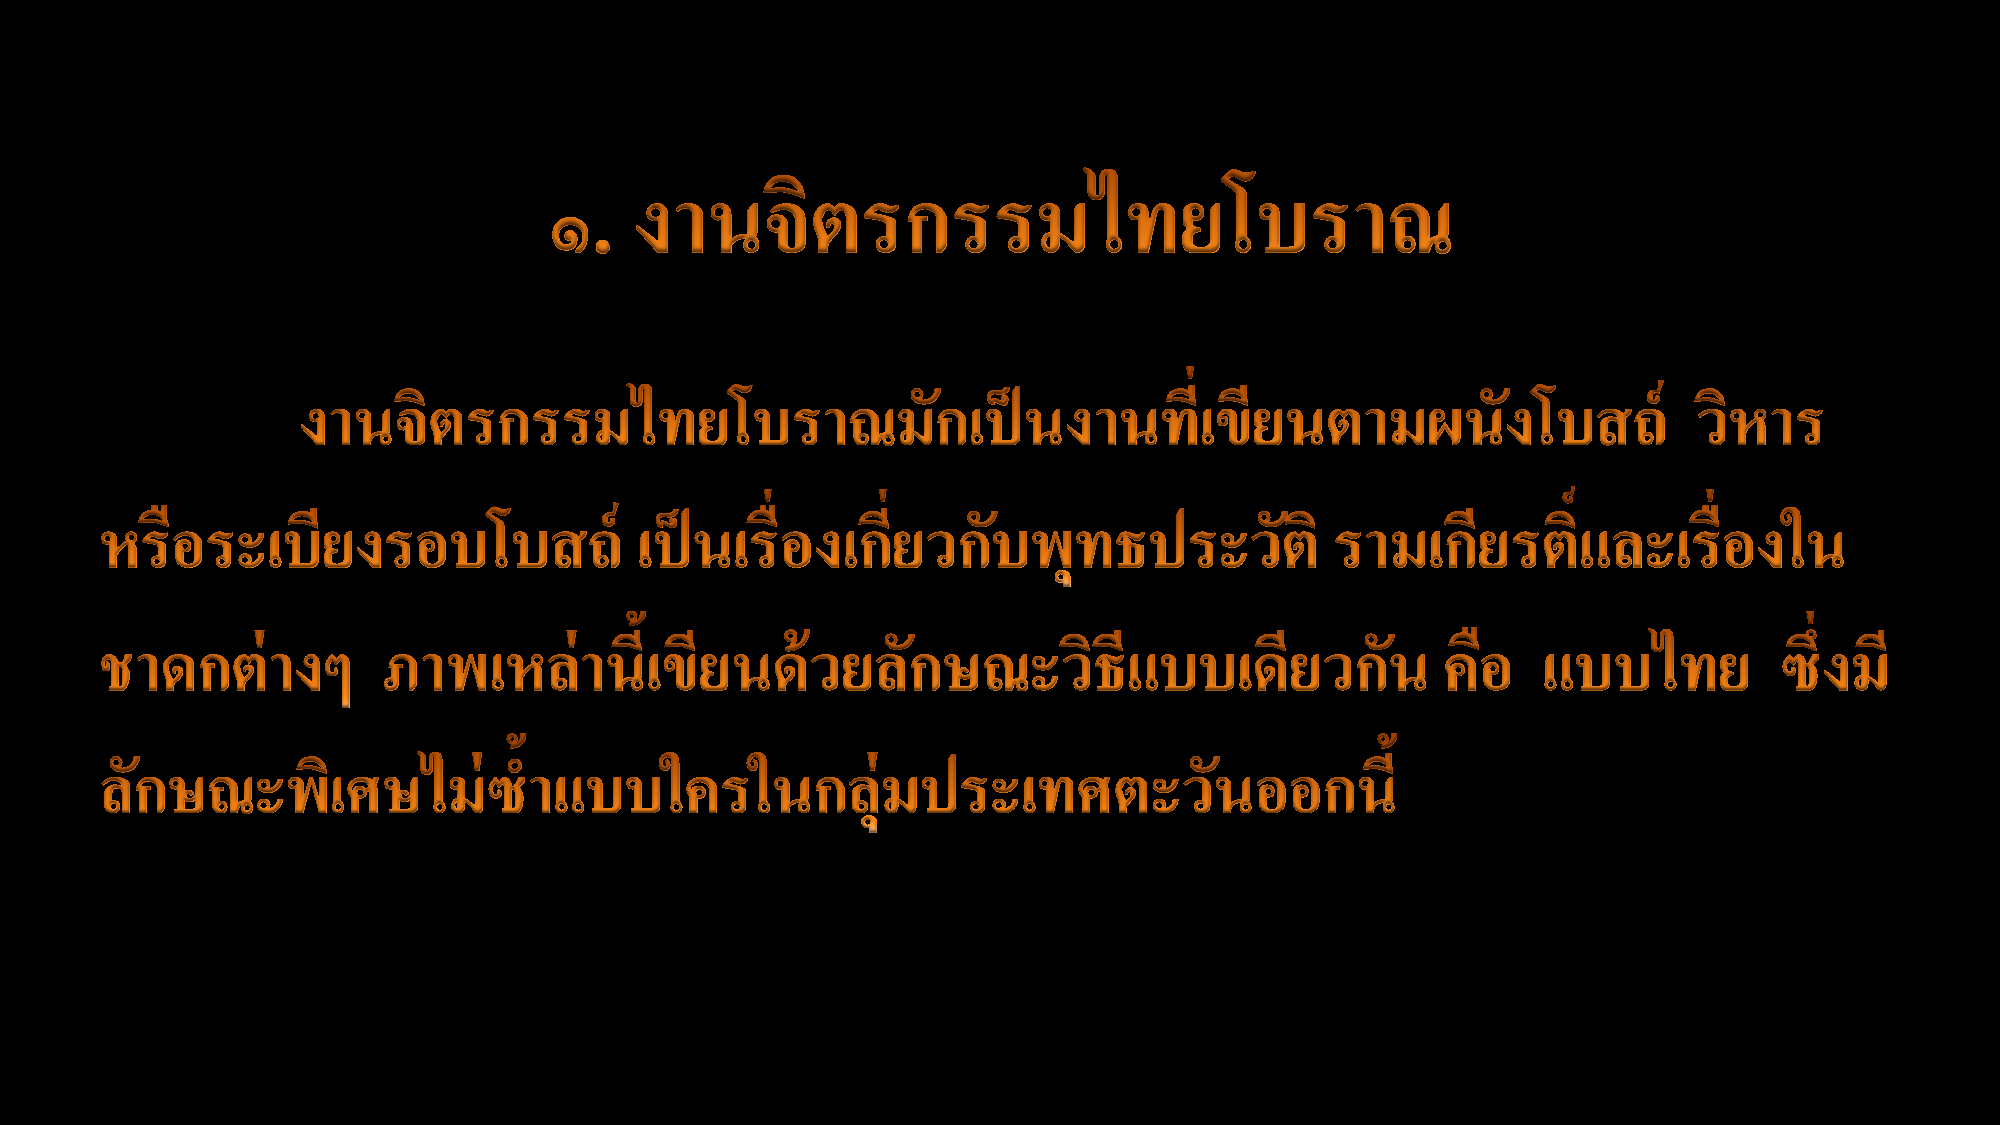 ๑. งานจิตรกรรมไทยโบราณ
งานจิตรกรรมไทยโบราณมักเป็นงานที่เขียนตามผนังโบสถ์ วิหาร
หรือระเบียงรอบโบสถ์ เป็นเรื่องเกี่ยวกับพุทธประวัติ รามเกียรติ์และเรื่องใน
ชาดกต่างๆ ภาพเหล่านี้เขียนด้วยลักษณะวิธีแบบเดียวกัน คือ แบบไทย ซึ่งมี
ลักษณะพิเศษไม่ซ้ำแบบใครในกลุ่มประเทศตะวันออกนี้